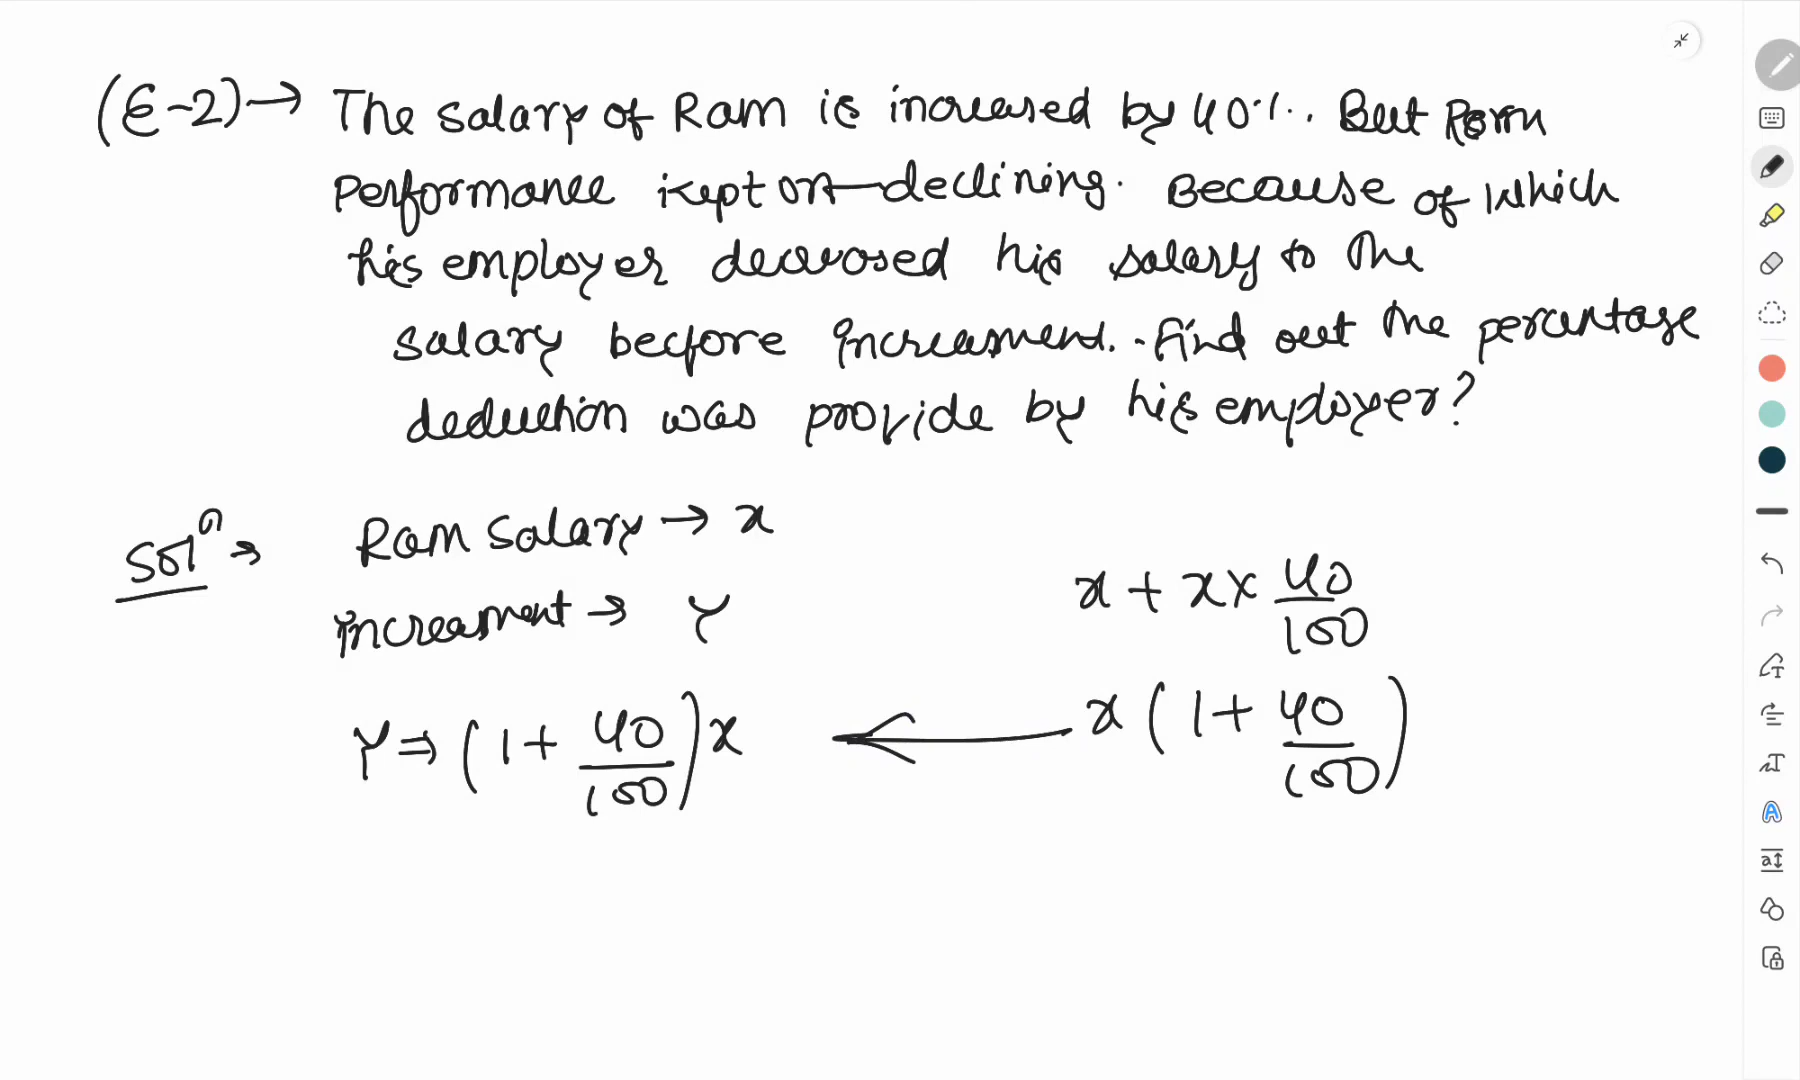 (E-2) → The salary of Ram is increased by 40%. But Ram
Performance kept on declining. Because of which
his employer decreased his salary to the
salary before increament. Find out the percentage
deduction was provide by his employer?
Solⁿ ⇒ Ram Salary → x
increament → Y
x + x × 40/100
Y ⇒ (1 + 40/100) x ← x (1 + 40/100)